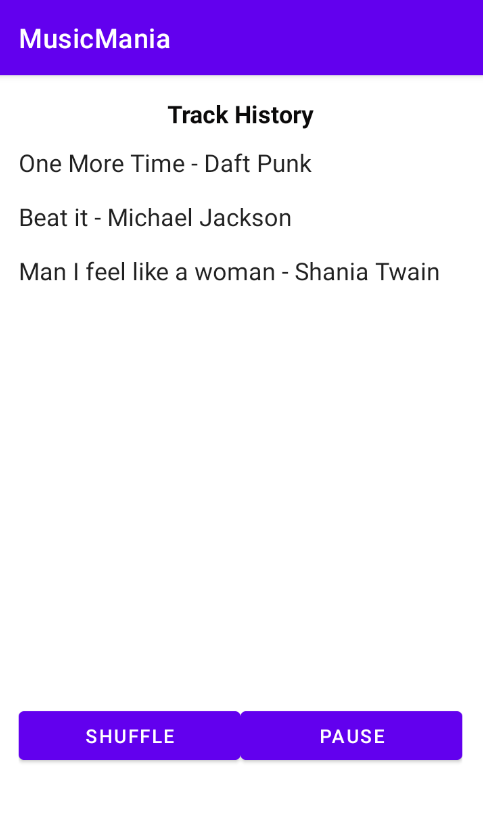 MusicMania
Track History
One More Time - Daft Punk
Beat it - Michael Jackson
Man I feel like a woman - Shania Twain
SHUFFLE PAUSE